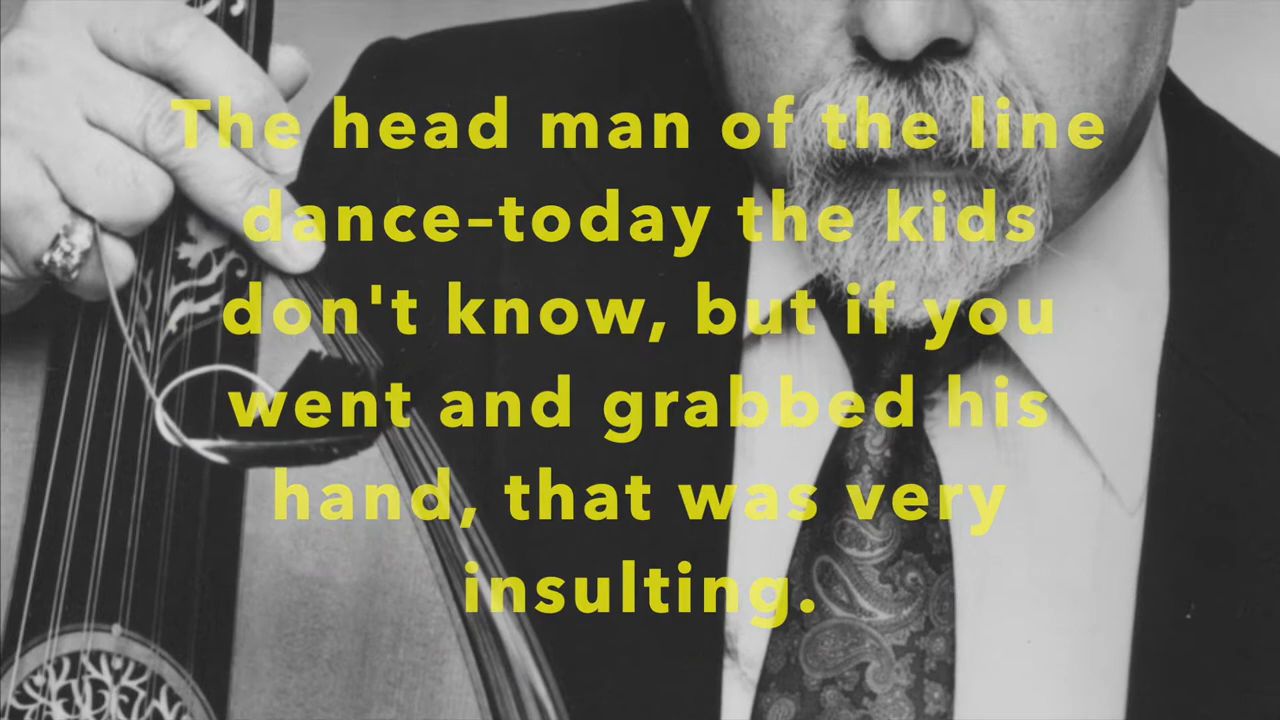 The head man of the line
dance-today the kids
don't know, but if you
went and grabbed his
hand, that was very
insulting.